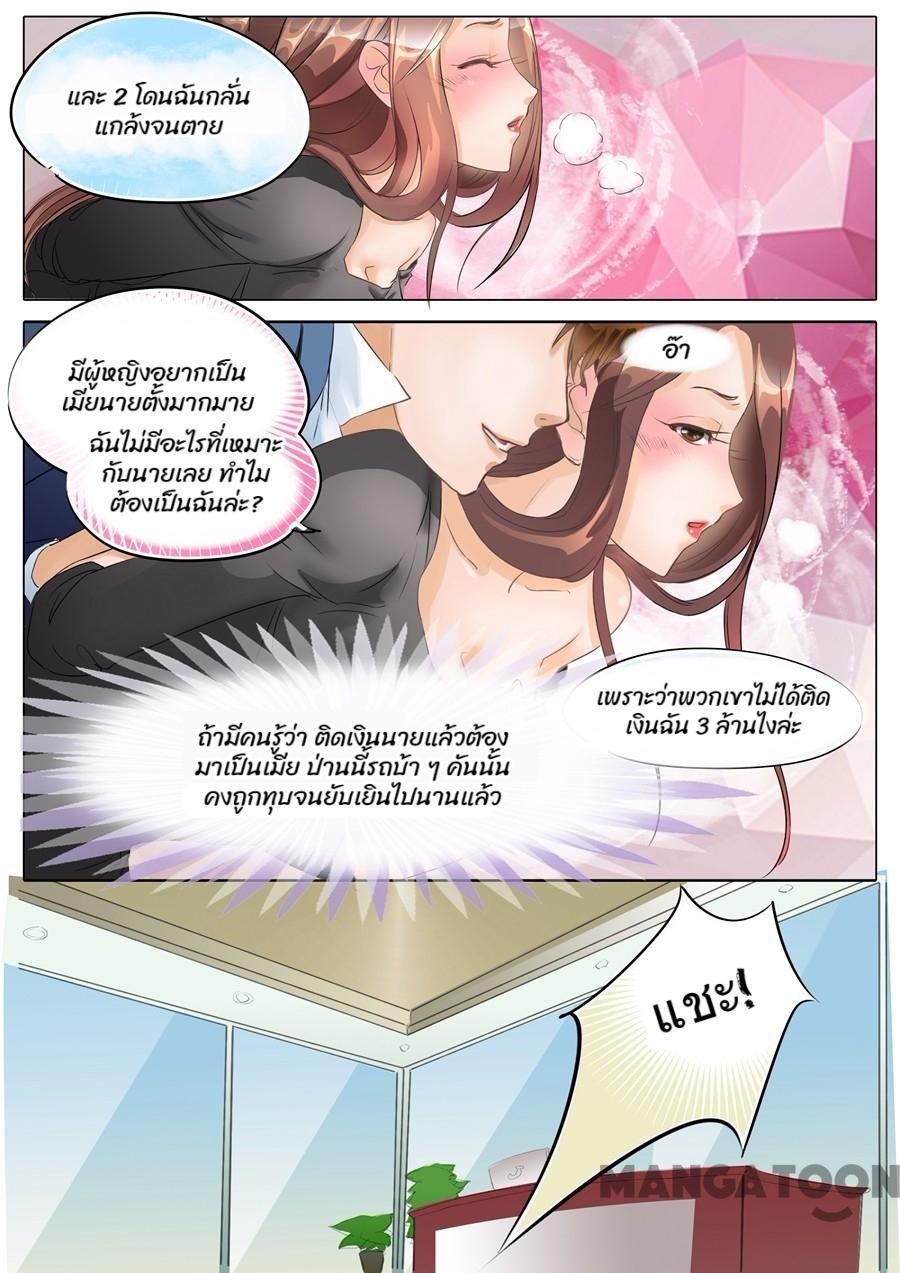 และ 2 โดนฉันกลั่น
แกล้งจนตาย
อ๊า
มีผู้หญิงอยากเป็น
เมียนายตั้งมากมาย
ฉันไม่มีอะไรที่เหมาะ
กับนายเลย ทำไม
ต้องเป็นฉันล่ะ?
เพราะว่าพวกเขาไม่ได้ติด
เงินฉัน 3 ล้านไงล่ะ
ถ้ามีคนรู้ว่า ติดเงินนายแล้วต้อง
มาเป็นเมีย ป่านนี้รถบ้า ๆ คันนั้น
คงถูกทุบจนยับเยินไปนานแล้ว
แชะ!
MANGATOON